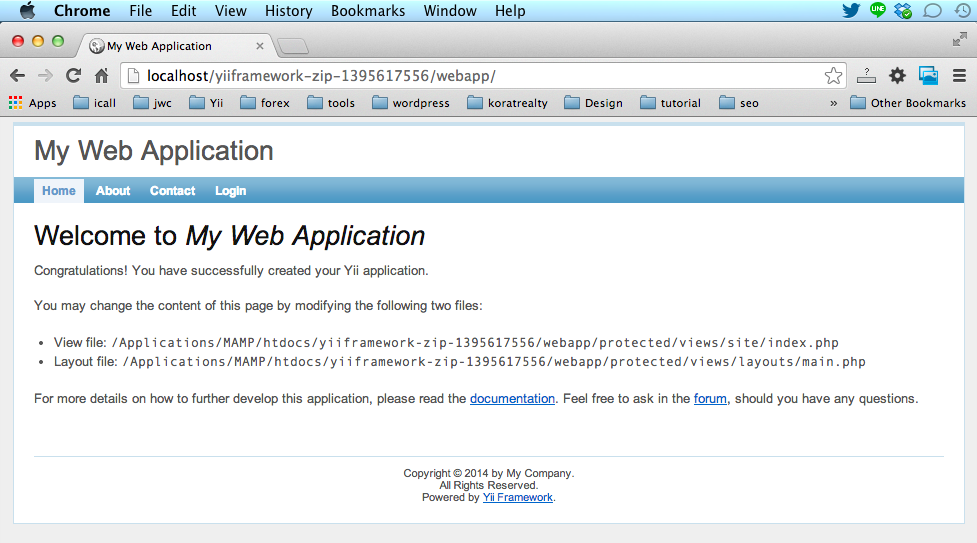 Chrome File Edit View History Bookmarks Window Help
LINE
My Web Application
localhost/yiiframework-zip-1395617556/webapp/
Apps icall jwc Yii forex tools wordpress koratrealty Design tutorial seo » Other Bookmarks
My Web Application
Home About Contact Login
Welcome to My Web Application
Congratulations! You have successfully created your Yii application.
You may change the content of this page by modifying the following two files:
• View file: /Applications/MAMP/htdocs/yiiframework-zip-1395617556/webapp/protected/views/site/index.php
• Layout file: /Applications/MAMP/htdocs/yiiframework-zip-1395617556/webapp/protected/views/layouts/main.php
For more details on how to further develop this application, please read the documentation. Feel free to ask in the forum, should you have any questions.
Copyright © 2014 by My Company.
All Rights Reserved.
Powered by Yii Framework.